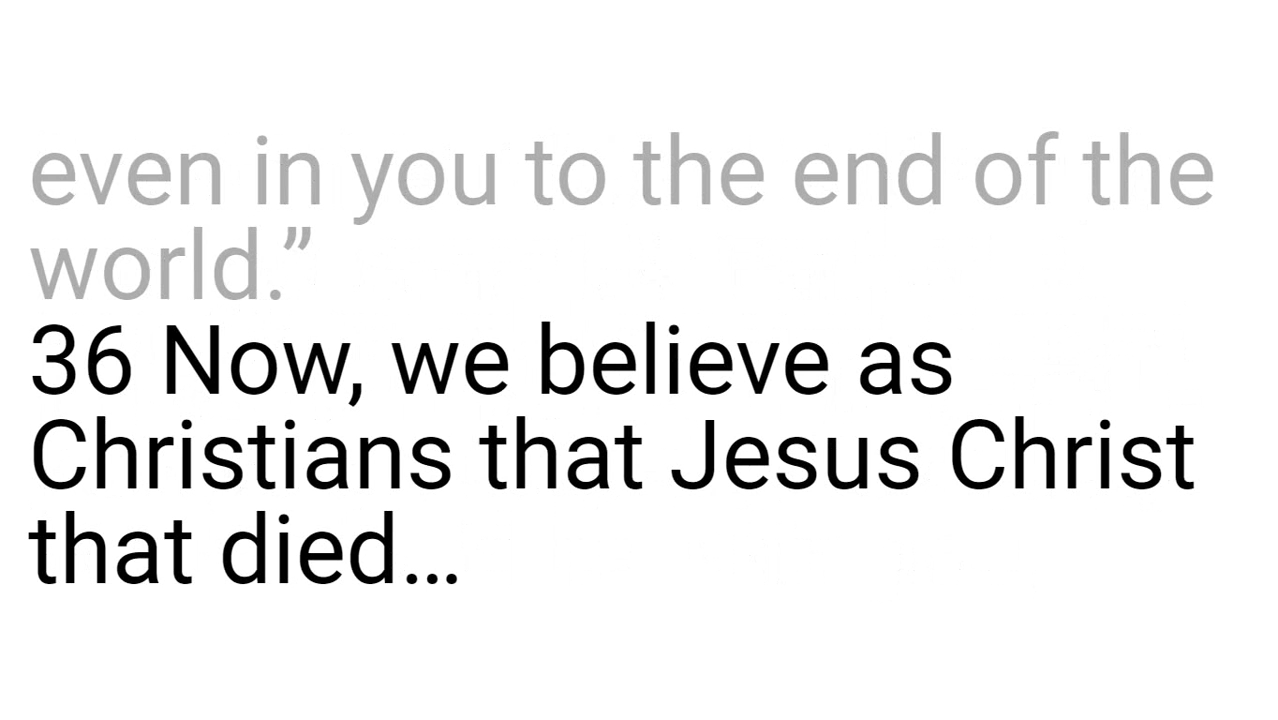 even in you to the end of the
world.”
36 Now, we believe as
Christians that Jesus Christ
that died…